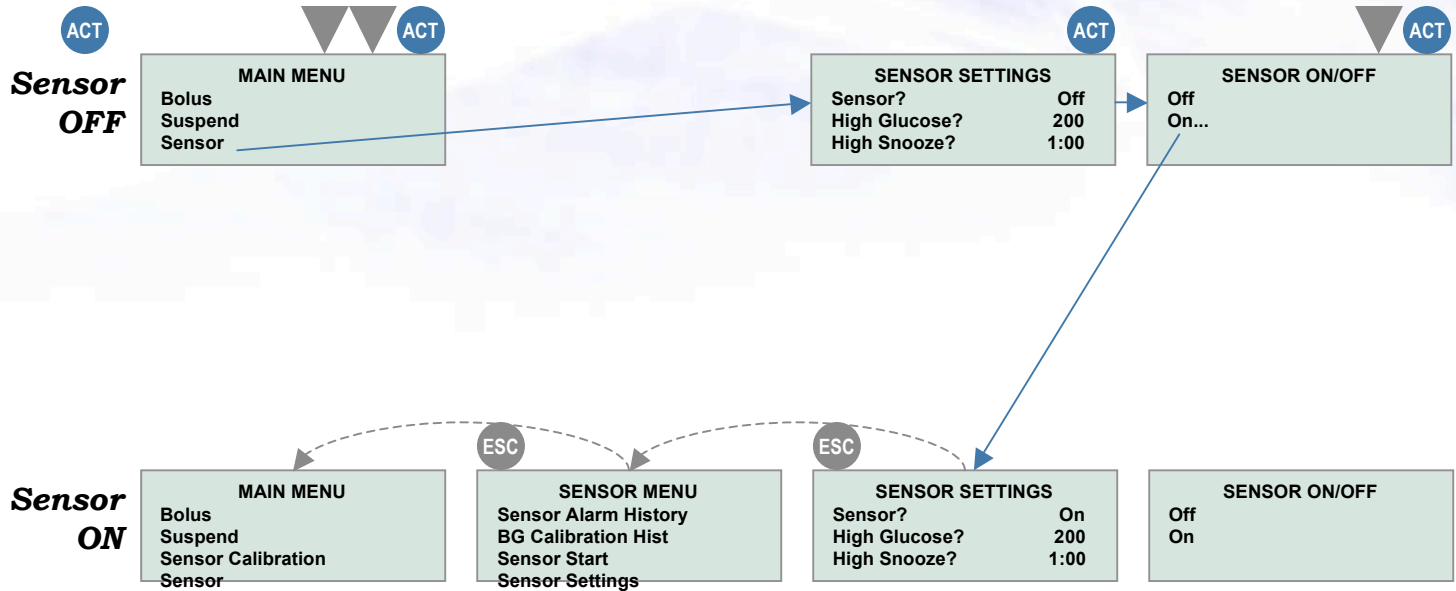 ACT ACT ACT ACT
Sensor
OFF
MAIN MENU
Bolus
Suspend
Sensor
SENSOR SETTINGS
Sensor? Off
High Glucose? 200
High Snooze? 1:00
SENSOR ON/OFF
Off
On...
ESC ESC
Sensor
ON
MAIN MENU
Bolus
Suspend
Sensor Calibration
Sensor
SENSOR MENU
Sensor Alarm History
BG Calibration Hist
Sensor Start
Sensor Settings
SENSOR SETTINGS
Sensor? On
High Glucose? 200
High Snooze? 1:00
SENSOR ON/OFF
Off
On